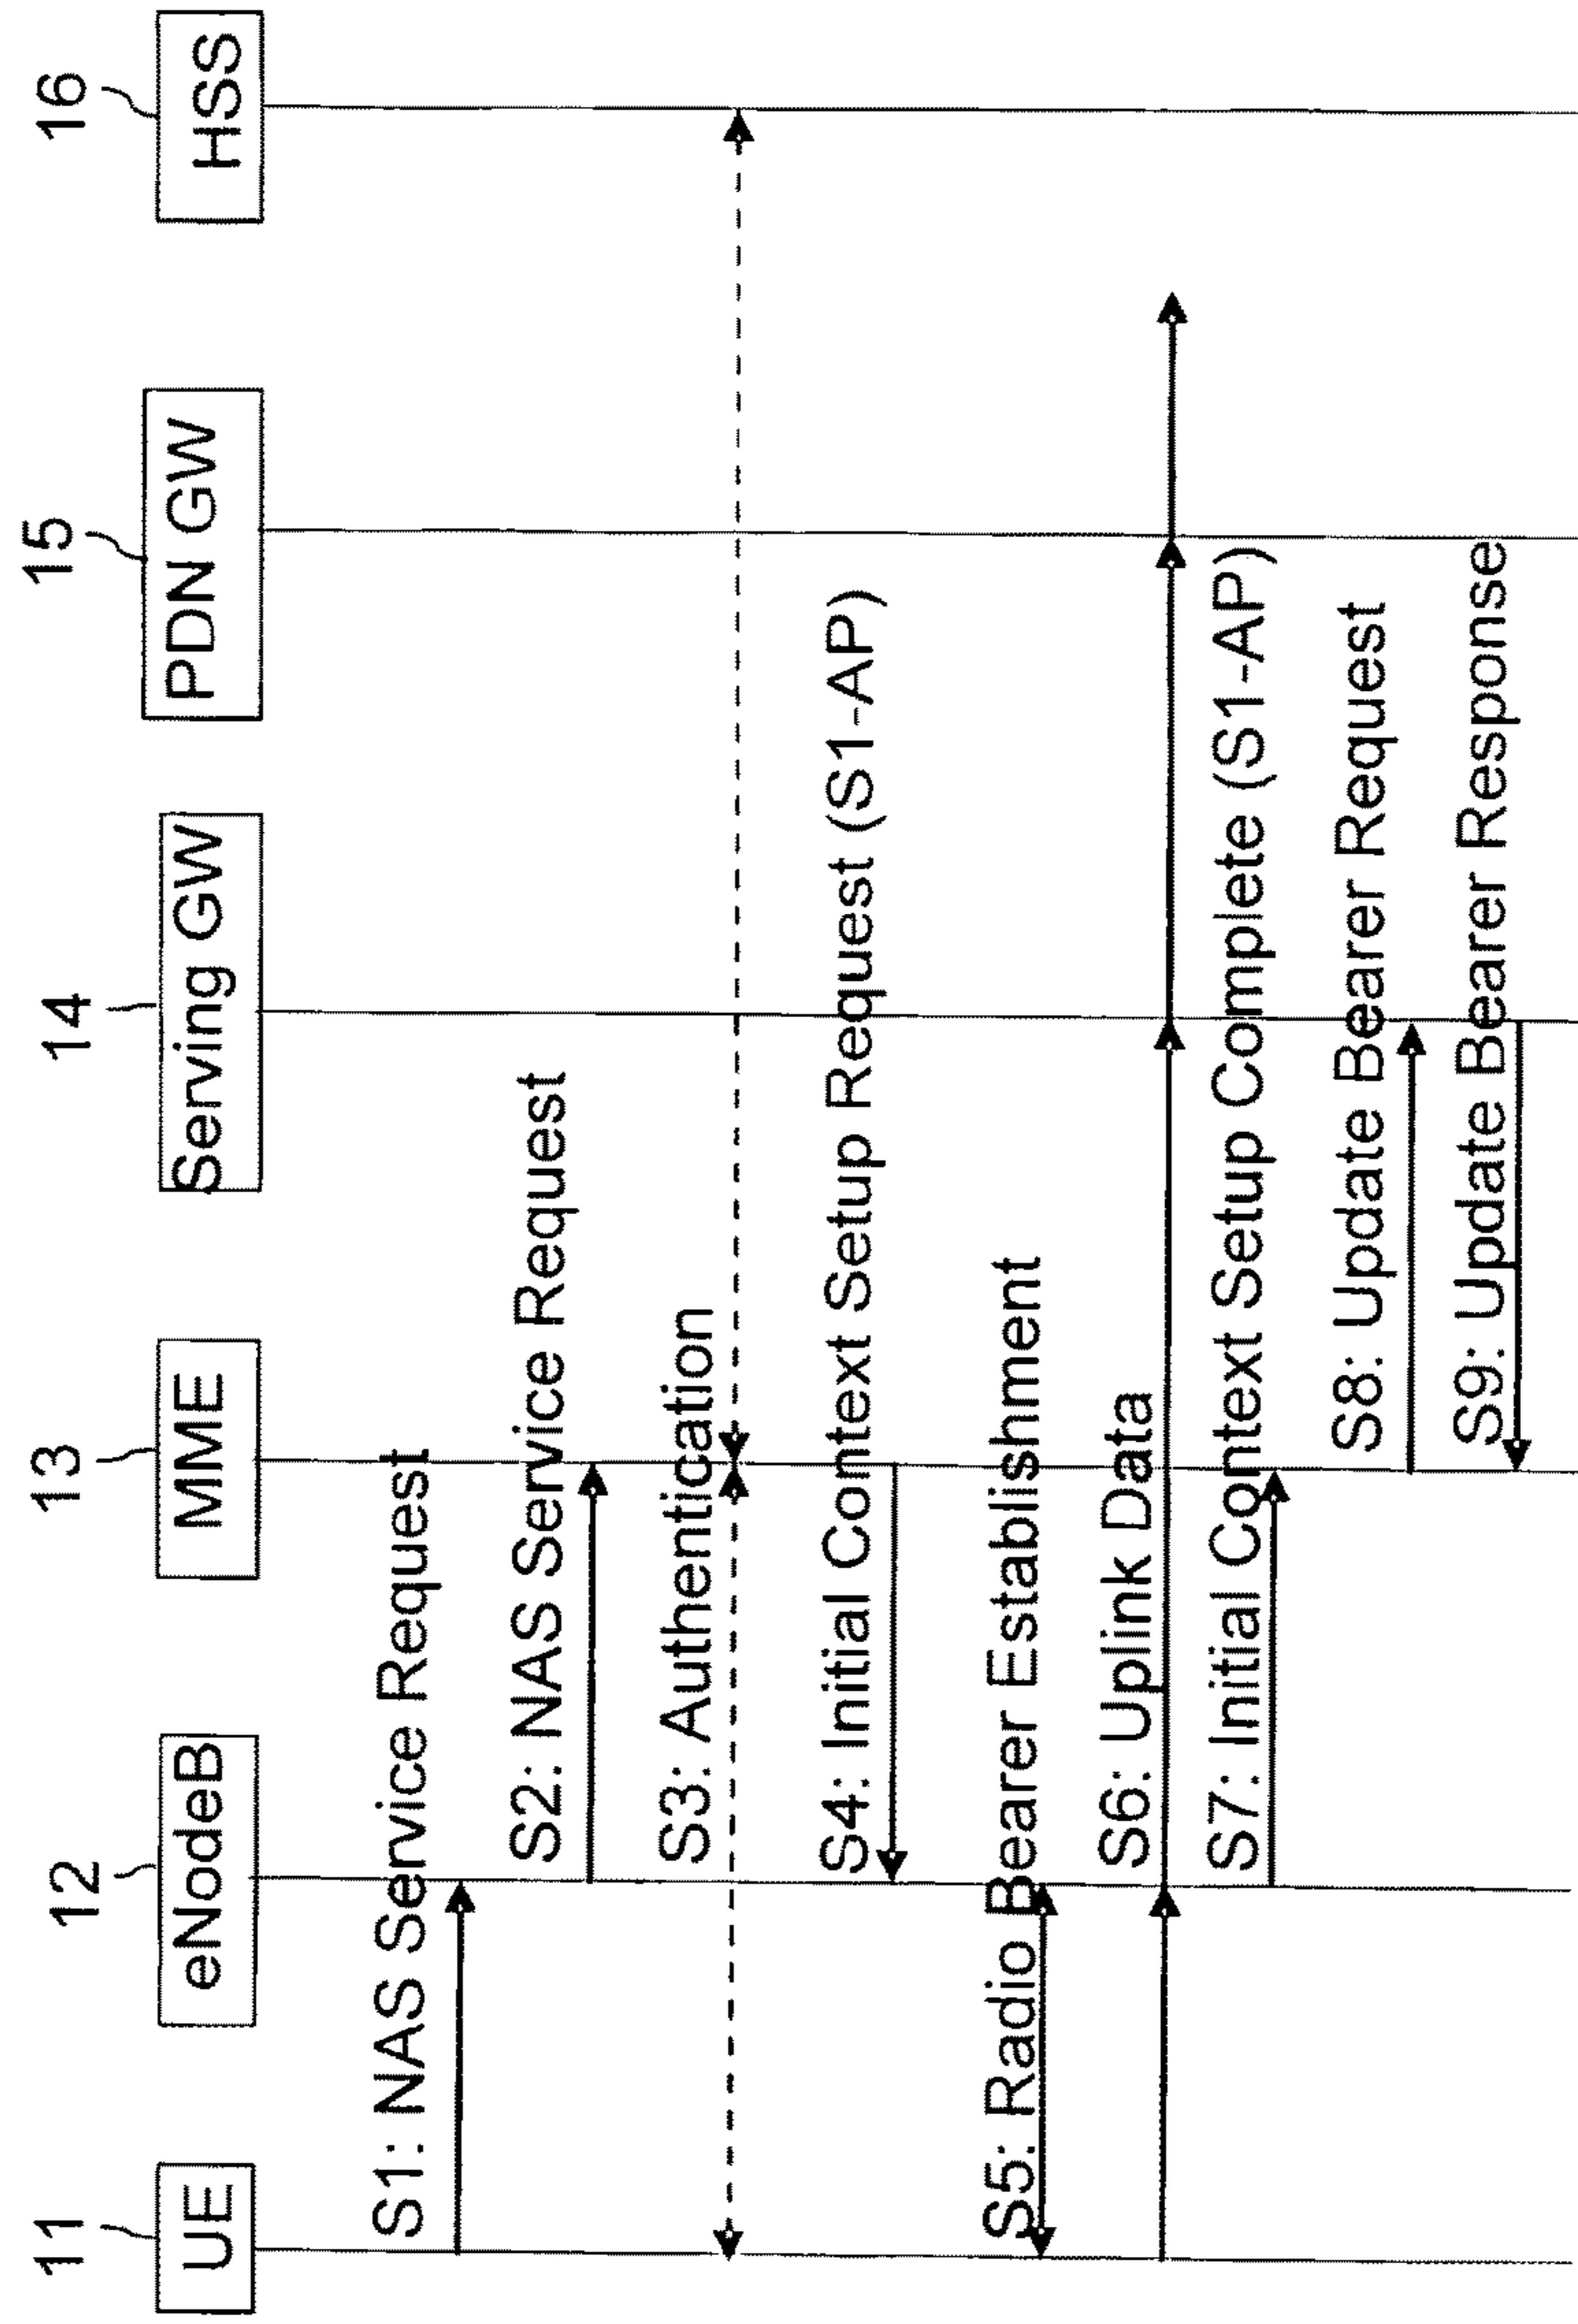 11
12
13
14
15
16
UE
eNodeB
MME
Serving GW
PDN GW
HSS
S1: NAS Service Request
S2: NAS Service Request
S3: Authentication
S4: Initial Context Setup Request (S1-AP)
S5: Radio Bearer Establishment
S6: Uplink Data
S7: Initial Context Setup Complete (S1-AP)
S8: Update Bearer Request
S9: Update Bearer Response